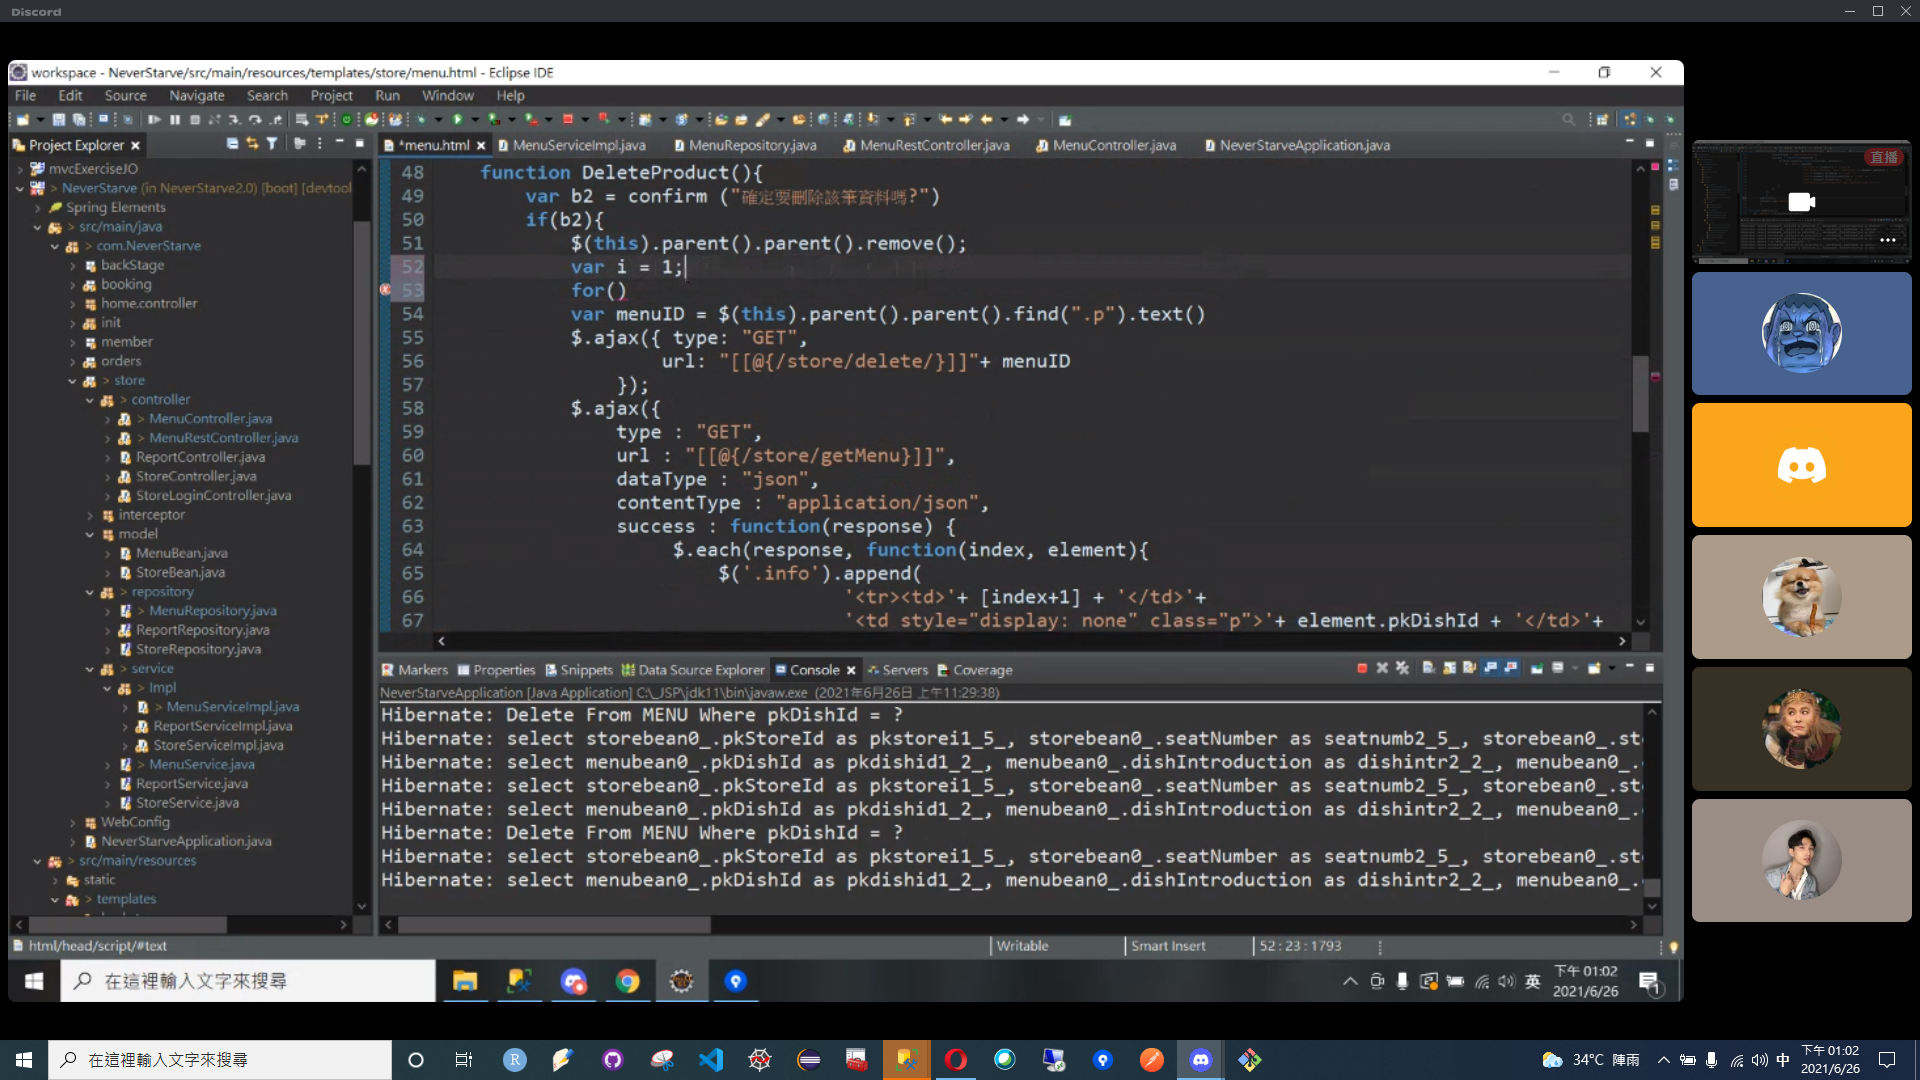 Discord
workspace - NeverStarve/src/main/resources/templates/store/menu.html - Eclipse IDE
File Edit Source Navigate Search Project Run Window Help
Project Explorer
*menu.html MenuServiceImpl.java MenuRepository.java MenuRestController.java MenuController.java NeverStarveApplication.java
mvcExerciseJO
> NeverStarve (in NeverStarve2.0) [boot] [devtool
Spring Elements
> src/main/java
> com.NeverStarve
backStage
booking
home.controller
init
member
orders
> store
> controller
> MenuController.java
> MenuRestController.java
ReportController.java
StoreController.java
StoreLoginController.java
interceptor
model
MenuBean.java
StoreBean.java
> repository
> MenuRepository.java
ReportRepository.java
StoreRepository.java
> service
> Impl
> MenuServiceImpl.java
ReportServiceImpl.java
StoreServiceImpl.java
> MenuService.java
ReportService.java
StoreService.java
WebConfig
NeverStarveApplication.java
> src/main/resources
static
> templates
48 function DeleteProduct(){
49 var b2 = confirm ("確定要刪除該筆資料嗎?")
50 if(b2){
51 $(this).parent().parent().remove();
52 var i = 1;
53 for()
54 var menuID = $(this).parent().parent().find(".p").text()
55 $.ajax({ type: "GET",
56 url: "[[@{/store/delete/}]]"+ menuID
57 });
58 $.ajax({
59 type : "GET",
60 url : "[[@{/store/getMenu}]]",
61 dataType : "json",
62 contentType : "application/json",
63 success : function(response) {
64 $.each(response, function(index, element){
65 $('.info').append(
66 '<tr><td>'+ [index+1] + '</td>'+
67 '<td style="display: none" class="p">'+ element.pkDishId + '</td>'+
Markers Properties Snippets Data Source Explorer Console Servers Coverage
NeverStarveApplication [Java Application] C:\_JSP\jdk11\bin\javaw.exe (2021年6月26日 上午11:29:38)
Hibernate: Delete From MENU Where pkDishId = ?
Hibernate: select storebean0_.pkStoreId as pkstorei1_5_, storebean0_.seatNumber as seatnumb2_5_, storebean0_.sto
Hibernate: select menubean0_.pkDishId as pkdishid1_2_, menubean0_.dishIntroduction as dishintr2_2_, menubean0_.
Hibernate: select storebean0_.pkStoreId as pkstorei1_5_, storebean0_.seatNumber as seatnumb2_5_, storebean0_.sto
Hibernate: select menubean0_.pkDishId as pkdishid1_2_, menubean0_.dishIntroduction as dishintr2_2_, menubean0_.
Hibernate: Delete From MENU Where pkDishId = ?
Hibernate: select storebean0_.pkStoreId as pkstorei1_5_, storebean0_.seatNumber as seatnumb2_5_, storebean0_.st
Hibernate: select menubean0_.pkDishId as pkdishid1_2_, menubean0_.dishIntroduction as dishintr2_2_, menubean0_.
html/head/script/#text Writable Smart Insert 52 : 23 : 1793
在這裡輸入文字來搜尋
英
下午 01:02
2021/6/26
1
直播
在這裡輸入文字來搜尋
34°C 陣雨
中
下午 01:02
2021/6/26